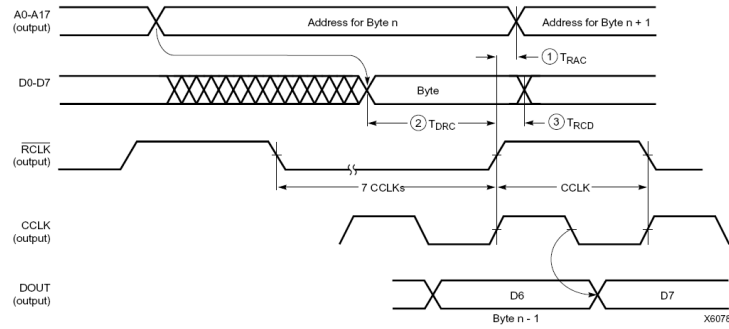 A0-A17
(output)
Address for Byte n
Address for Byte n + 1
1 TRAC
D0-D7
Byte
2 TDRC
3 TRCD
RCLK
(output)
7 CCLKs
CCLK
CCLK
(output)
DOUT
(output)
D6
D7
Byte n - 1
X6078